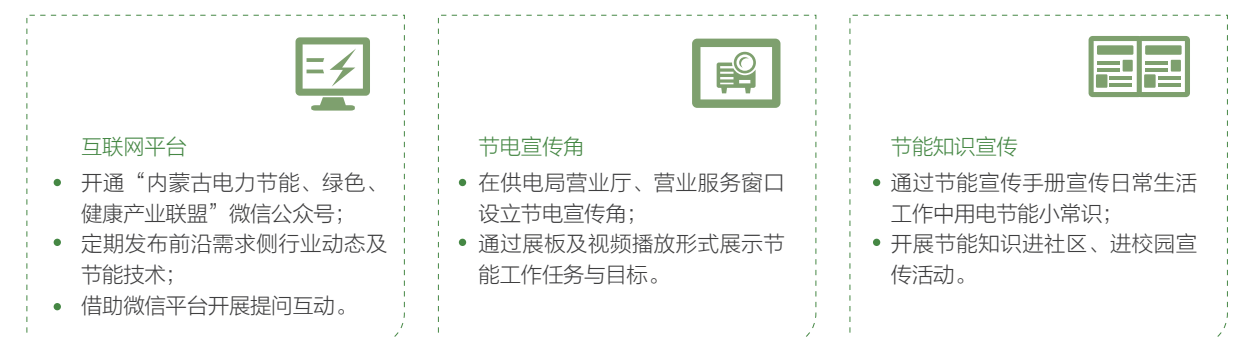 互联网平台
• 开通“内蒙古电力节能、绿色、
健康产业联盟”微信公众号；
• 定期发布前沿需求侧行业动态及
节能技术；
• 借助微信平台开展提问互动。
节电宣传角
• 在供电局营业厅、营业服务窗口
设立节电宣传角；
• 通过展板及视频播放形式展示节
能工作任务与目标。
节能知识宣传
• 通过节能宣传手册宣传日常生活
工作中用电节能小常识；
• 开展节能知识进社区、进校园宣
传活动。